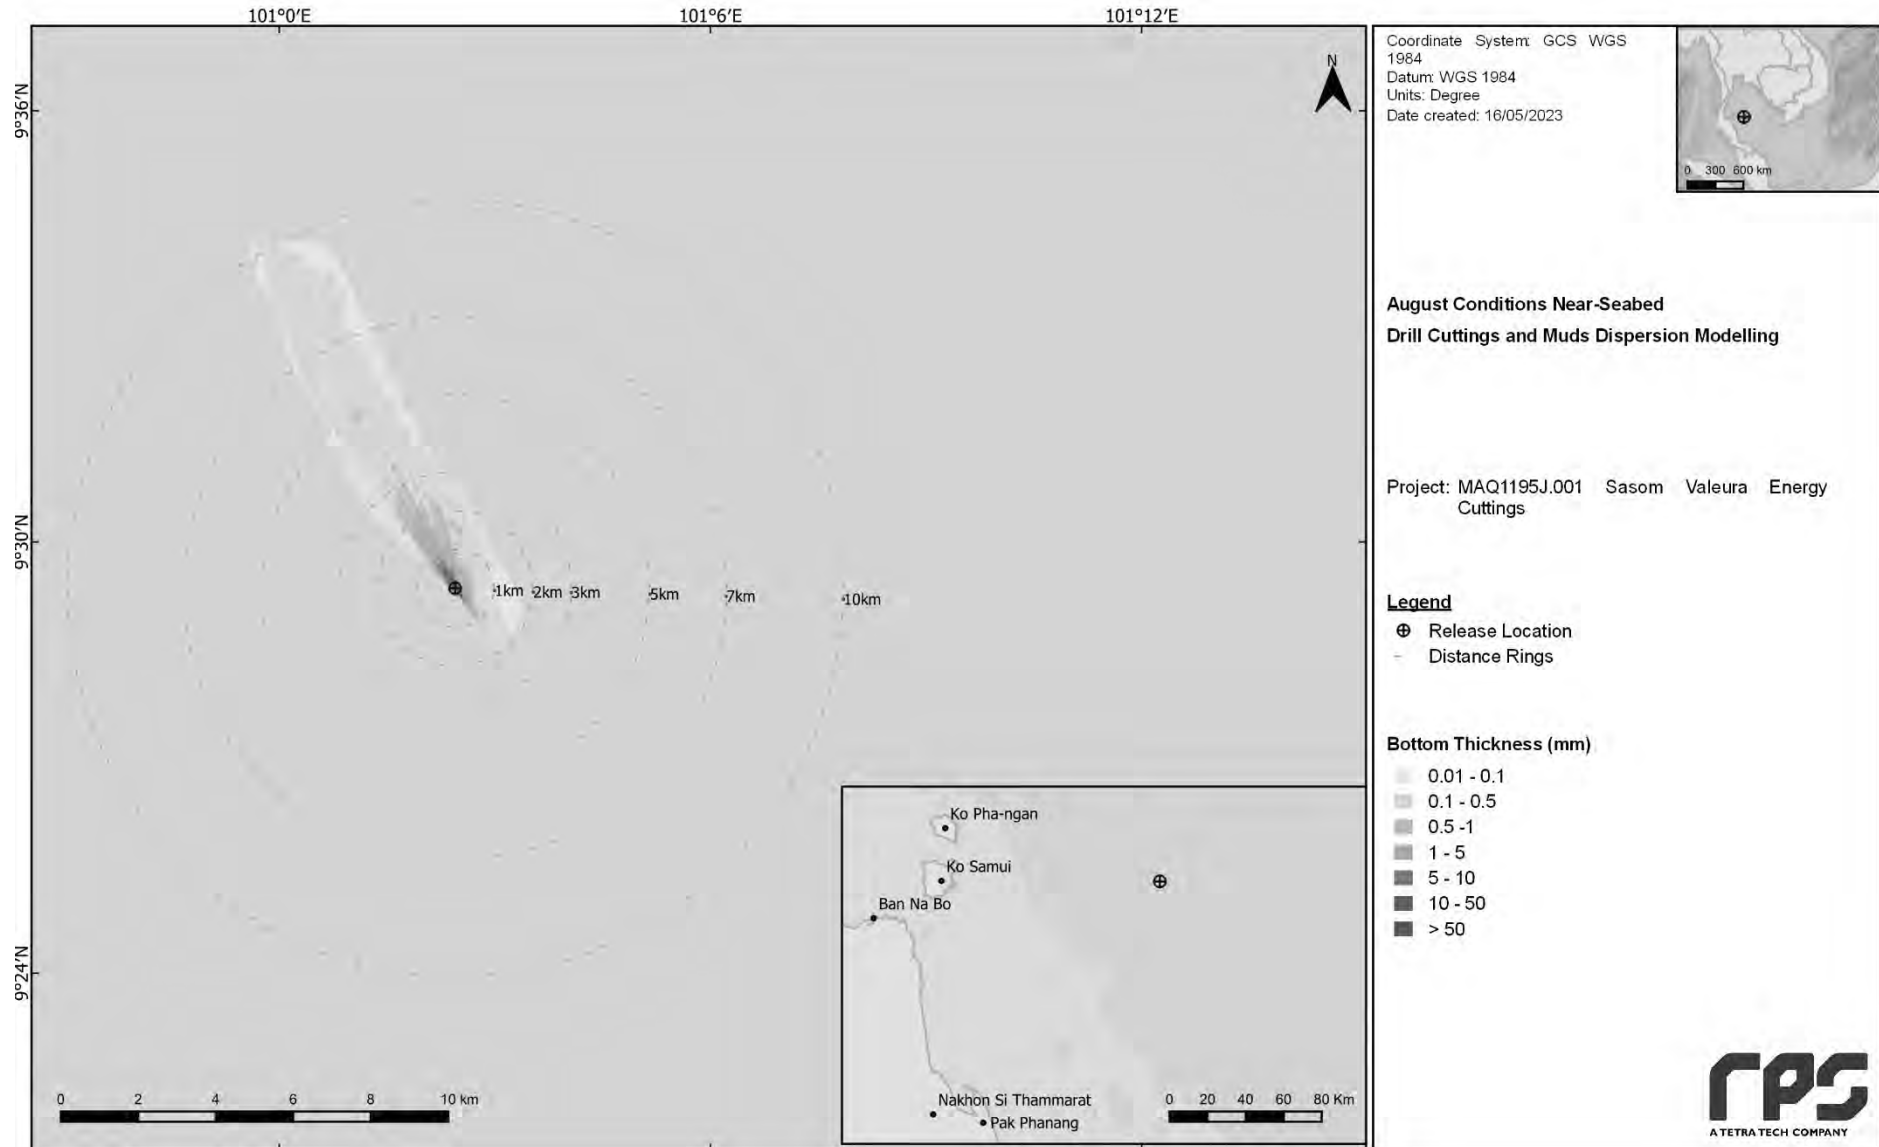 101°0′E
101°6′E
101°12′E
9°36′N
9°30′N
9°24′N
N
1km
2km
3km
5km
7km
10km
0 2 4 6 8 10 km
Ko Pha-ngan
Ko Samui
Ban Na Bo
Nakhon Si Thammarat
Pak Phanang
0 20 40 60 80 Km
Coordinate System: GCS WGS
1984
Datum: WGS 1984
Units: Degree
Date created: 16/05/2023
0 300 600 km
August Conditions Near-Seabed
Drill Cuttings and Muds Dispersion Modelling
Project: MAQ1195J.001 Sasom Valeura Energy
Cuttings
Legend
Release Location
Distance Rings
Bottom Thickness (mm)
0.01 - 0.1
0.1 - 0.5
0.5 -1
1 - 5
5 - 10
10 - 50
> 50
rps
A TETRA TECH COMPANY